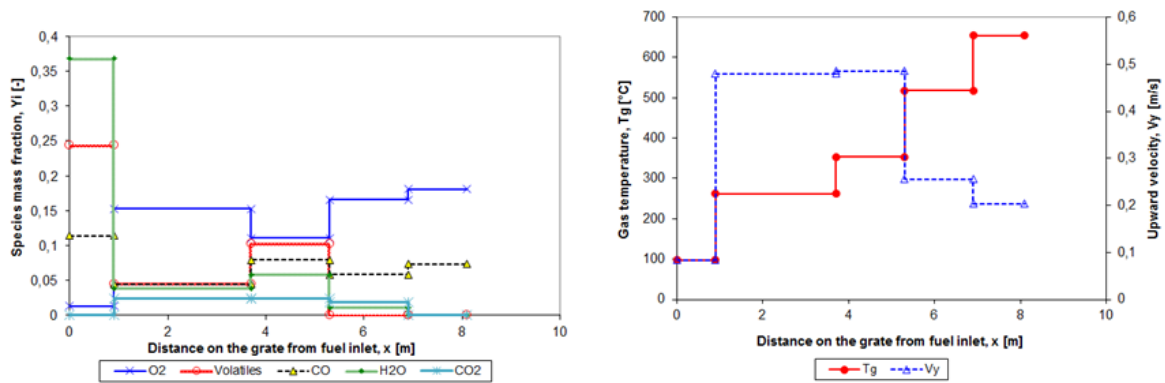 0,4
0,35
0,3
0,25
0,2
0,15
0,1
0,05
0
Species mass fraction, Yi [-]
0 2 4 6 8 10
Distance on the grate from fuel inlet, x [m]
O2 Volatiles CO H2O CO2
700
600
500
400
300
200
100
0
Gas temperature, Tg [°C]
0,6
0,5
0,4
0,3
0,2
0,1
0
Upward velocity, Vy [m/s]
0 2 4 6 8 10
Distance on the grate from fuel inlet, x [m]
Tg Vy